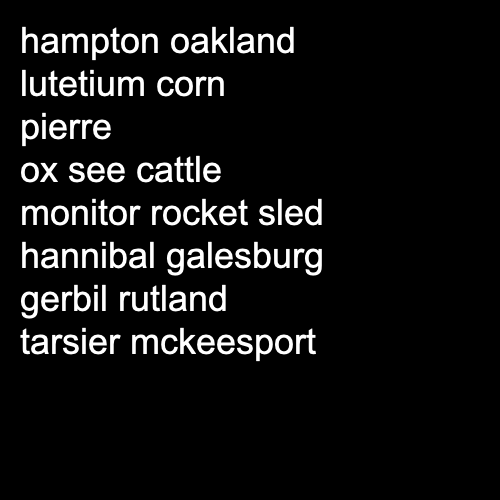 hampton oakland
lutetium corn
pierre
ox see cattle
monitor rocket sled
hannibal galesburg
gerbil rutland
tarsier mckeesport